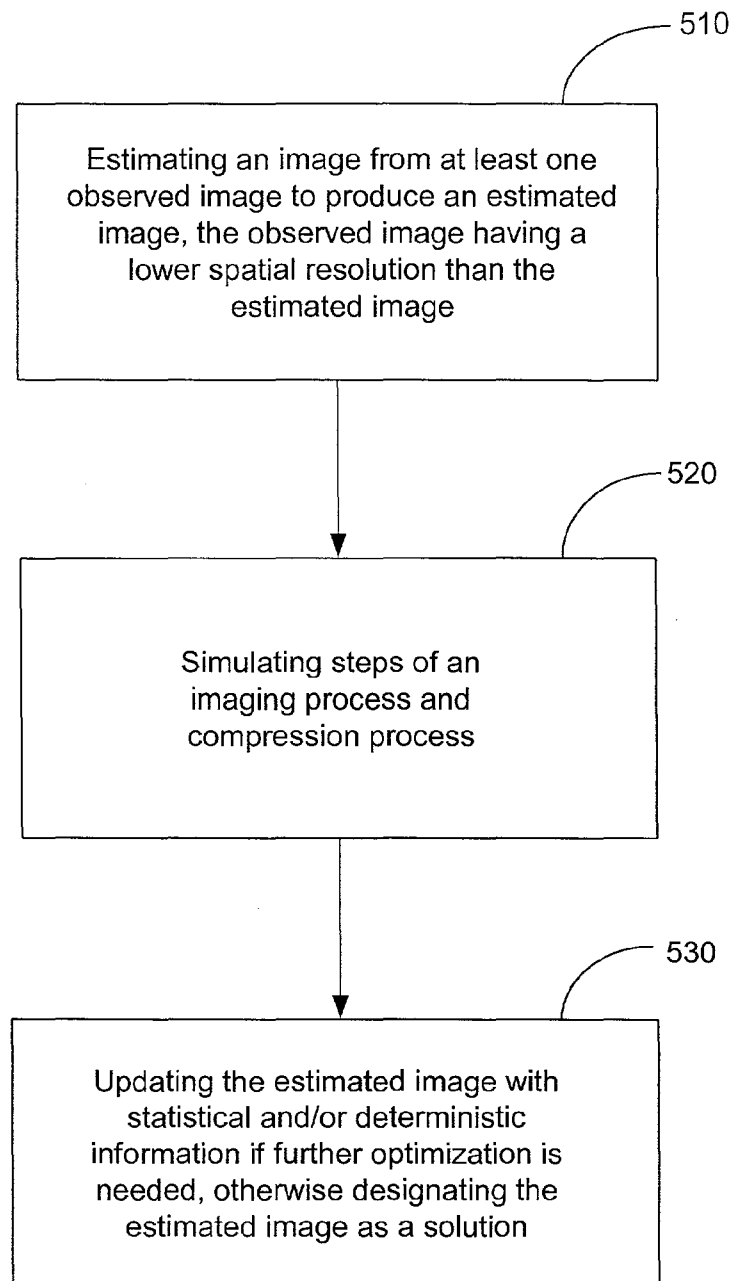 510
Estimating an image from at least one
observed image to produce an estimated
image, the observed image having a
lower spatial resolution than the
estimated image
520
Simulating steps of an
imaging process and
compression process
530
Updating the estimated image with
statistical and/or deterministic
information if further optimization is
needed, otherwise designating the
estimated image as a solution